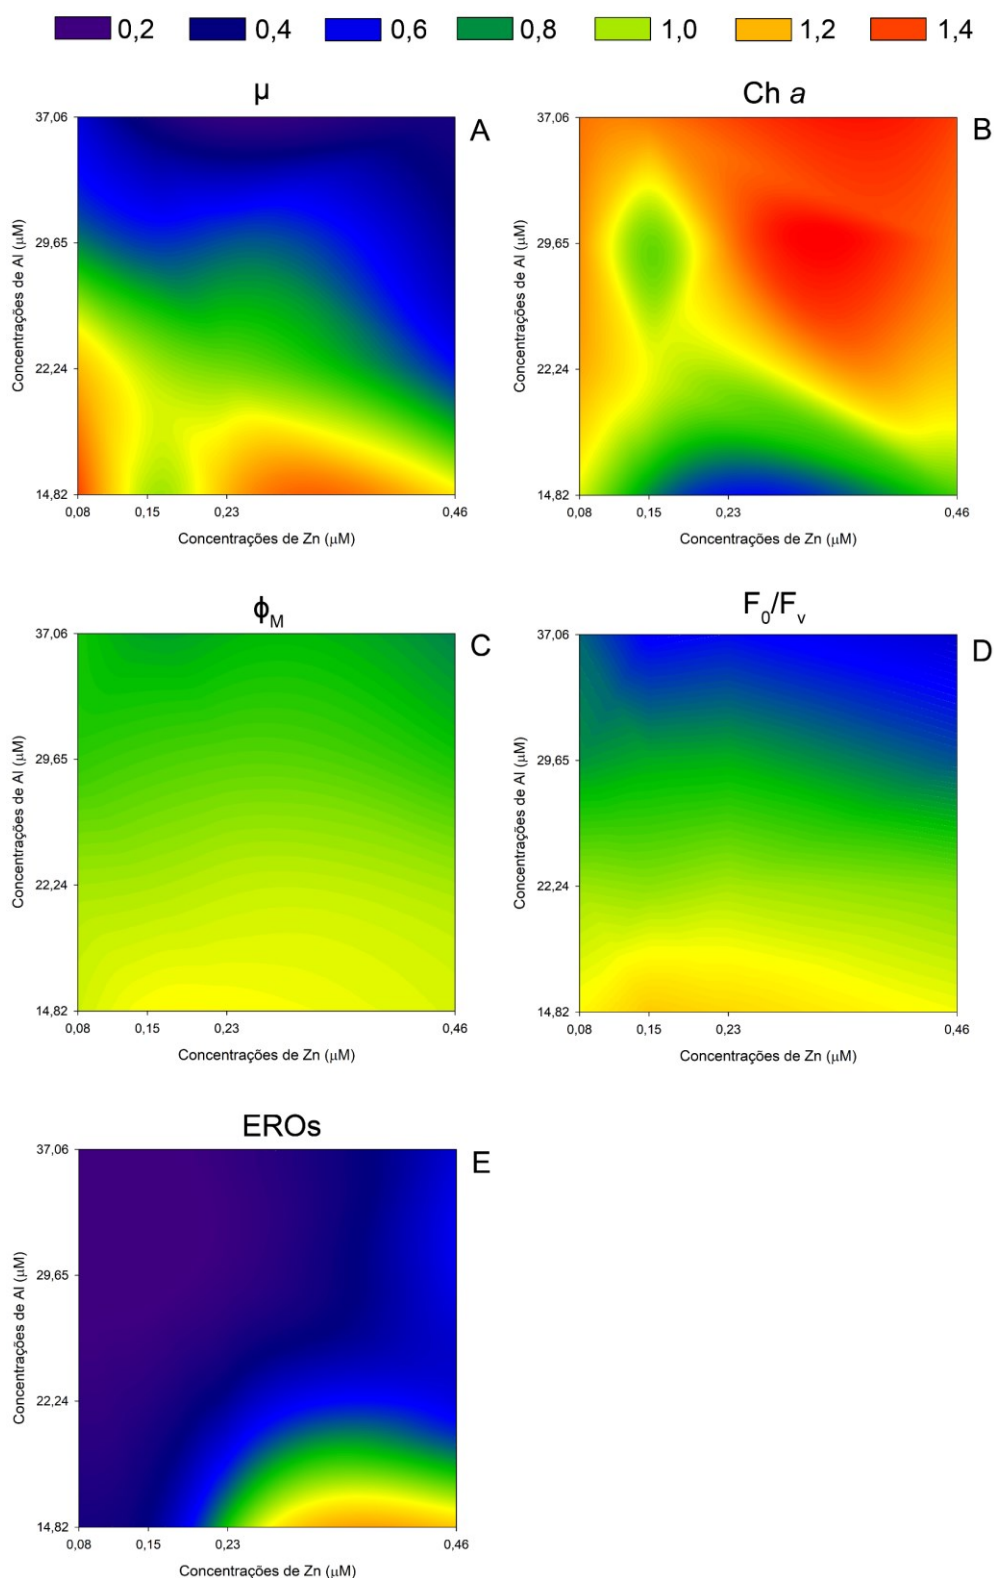 0,2 0,4 0,6 0,8 1,0 1,2 1,4
μ
A
37,06
29,65
22,24
14,82
Concentrações de Al (μM)
0,08 0,15 0,23 0,46
Concentrações de Zn (μM)
Ch a
B
37,06
29,65
22,24
14,82
Concentrações de Al (μM)
0,08 0,15 0,23 0,46
Concentrações de Zn (μM)
ϕM
C
37,06
29,65
22,24
14,82
Concentrações de Al (μM)
0,08 0,15 0,23 0,46
Concentrações de Zn (μM)
F0/Fv
D
37,06
29,65
22,24
14,82
Concentrações de Al (μM)
0,08 0,15 0,23 0,46
Concentrações de Zn (μM)
EROs
E
37,06
29,65
22,24
14,82
Concentrações de Al (μM)
0,08 0,15 0,23 0,46
Concentrações de Zn (μM)